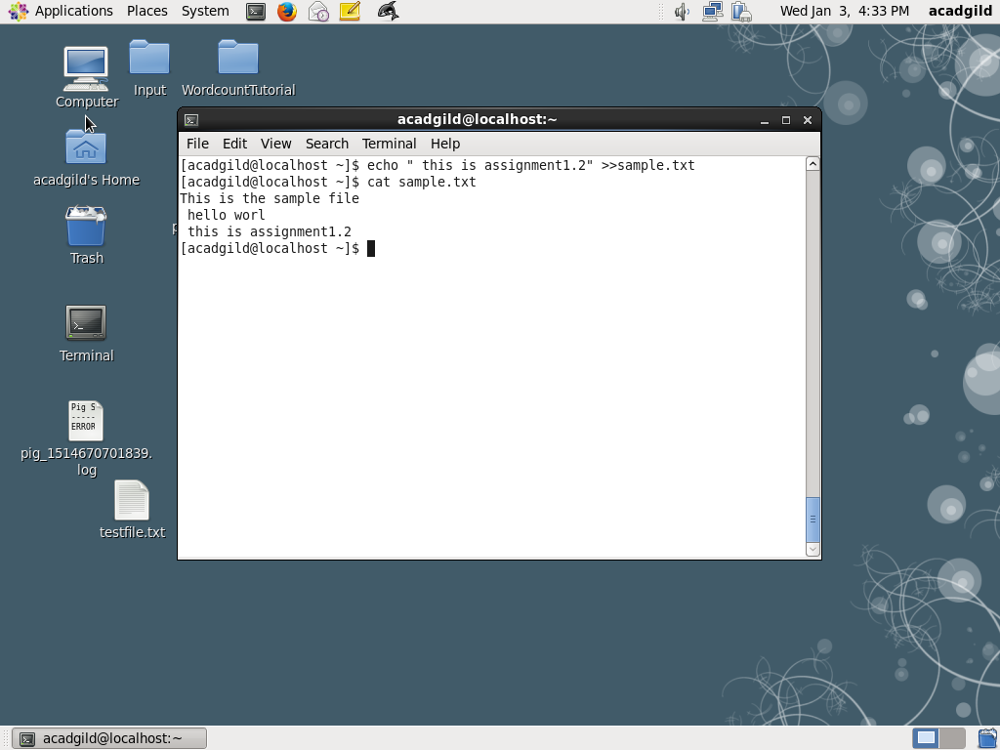 Applications Places System
Wed Jan 3, 4:33 PM acadgild
Computer
Input
WordcountTutorial
acadgild's Home
Trash
Terminal
Pig S
-----
ERROR
pig_1514670701839.
log
testfile.txt
acadgild@localhost:~
File Edit View Search Terminal Help
[acadgild@localhost ~]$ echo " this is assignment1.2" >>sample.txt
[acadgild@localhost ~]$ cat sample.txt
This is the sample file
 hello worl
 this is assignment1.2
[acadgild@localhost ~]$
acadgild@localhost:~